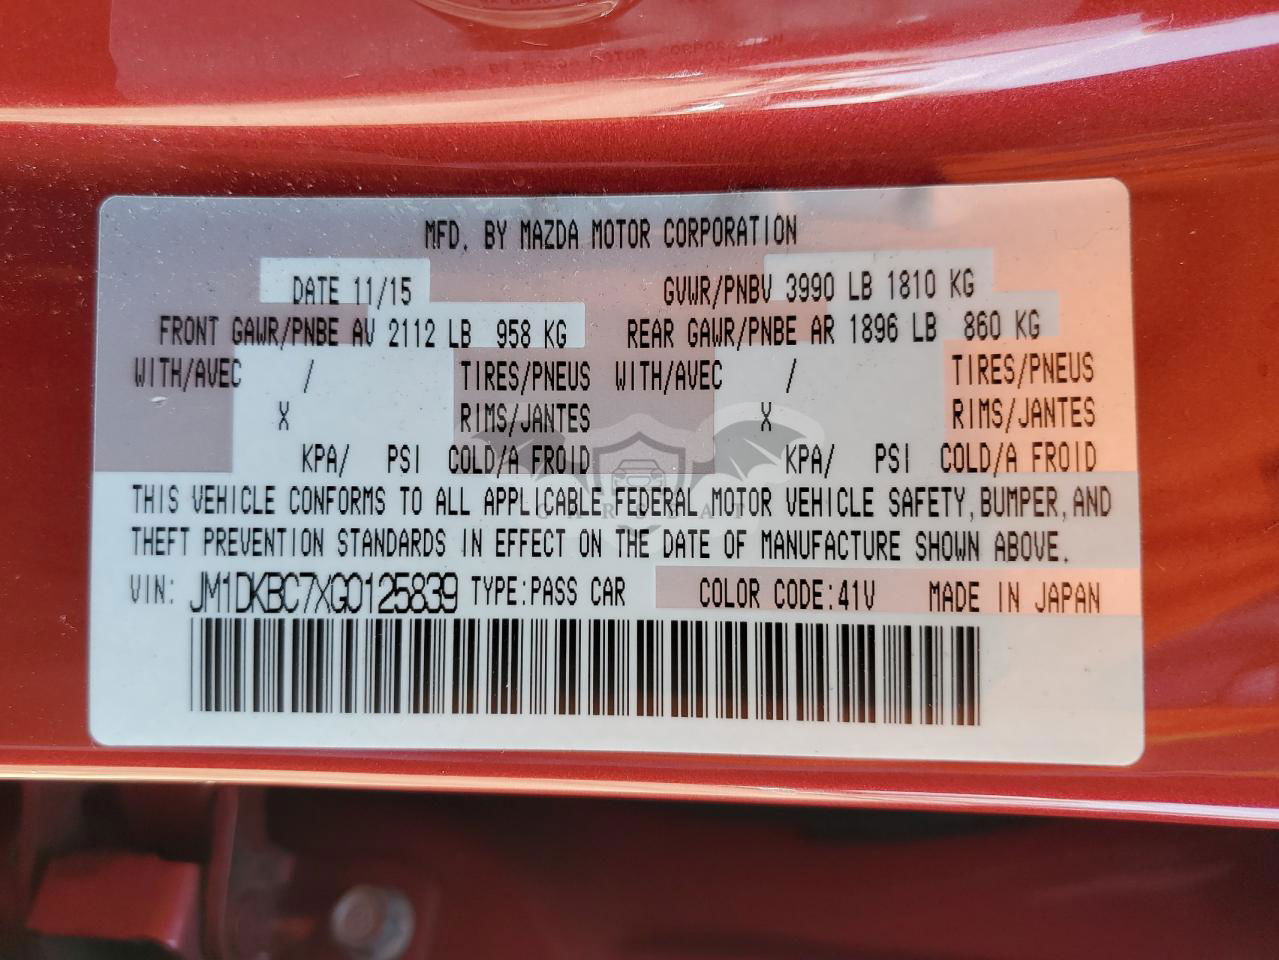 MFD. BY MAZDA MOTOR CORPORATION
DATE 11/15 GVWR/PNBV 3990 LB 1810 KG
FRONT GAWR/PNBE AV 2112 LB 958 KG REAR GAWR/PNBE AR 1896 LB 860 KG
WITH/AVEC / TIRES/PNEUS WITH/AVEC / TIRES/PNEUS
X RIMS/JANTES X RIMS/JANTES
KPA/ PSI COLD/A FROID KPA/ PSI COLD/A FROID
THIS VEHICLE CONFORMS TO ALL APPLICABLE FEDERAL MOTOR VEHICLE SAFETY, BUMPER, AND
CARSTAT
THEFT PREVENTION STANDARDS IN EFFECT ON THE DATE OF MANUFACTURE SHOWN ABOVE.
VIN: JM1DKBC7XG0125839 TYPE:PASS CAR COLOR CODE:41V MADE IN JAPAN